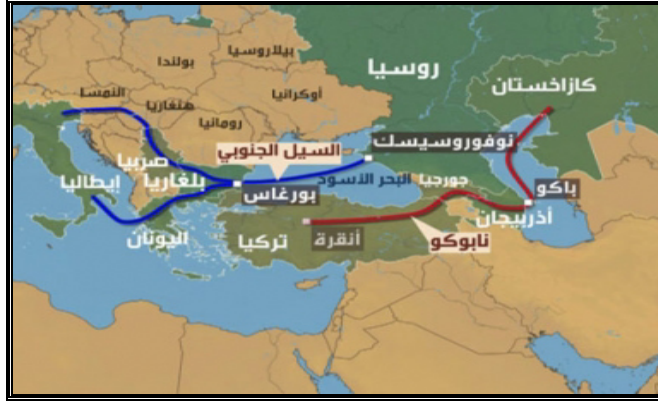 بيلاروسيا
بولندا
روسيا
كازاخستان
النمسا
أوكرانيا
هنغاريا
رومانيا
نوفوروسيسك
السيل الجنوبي
صربيا
إيطاليا
بلغاريا
البحر الأسود
جورجيا
باكو
بورغاس
أذربيجان
اليونان
تركيا
أنقرة
نابوكو